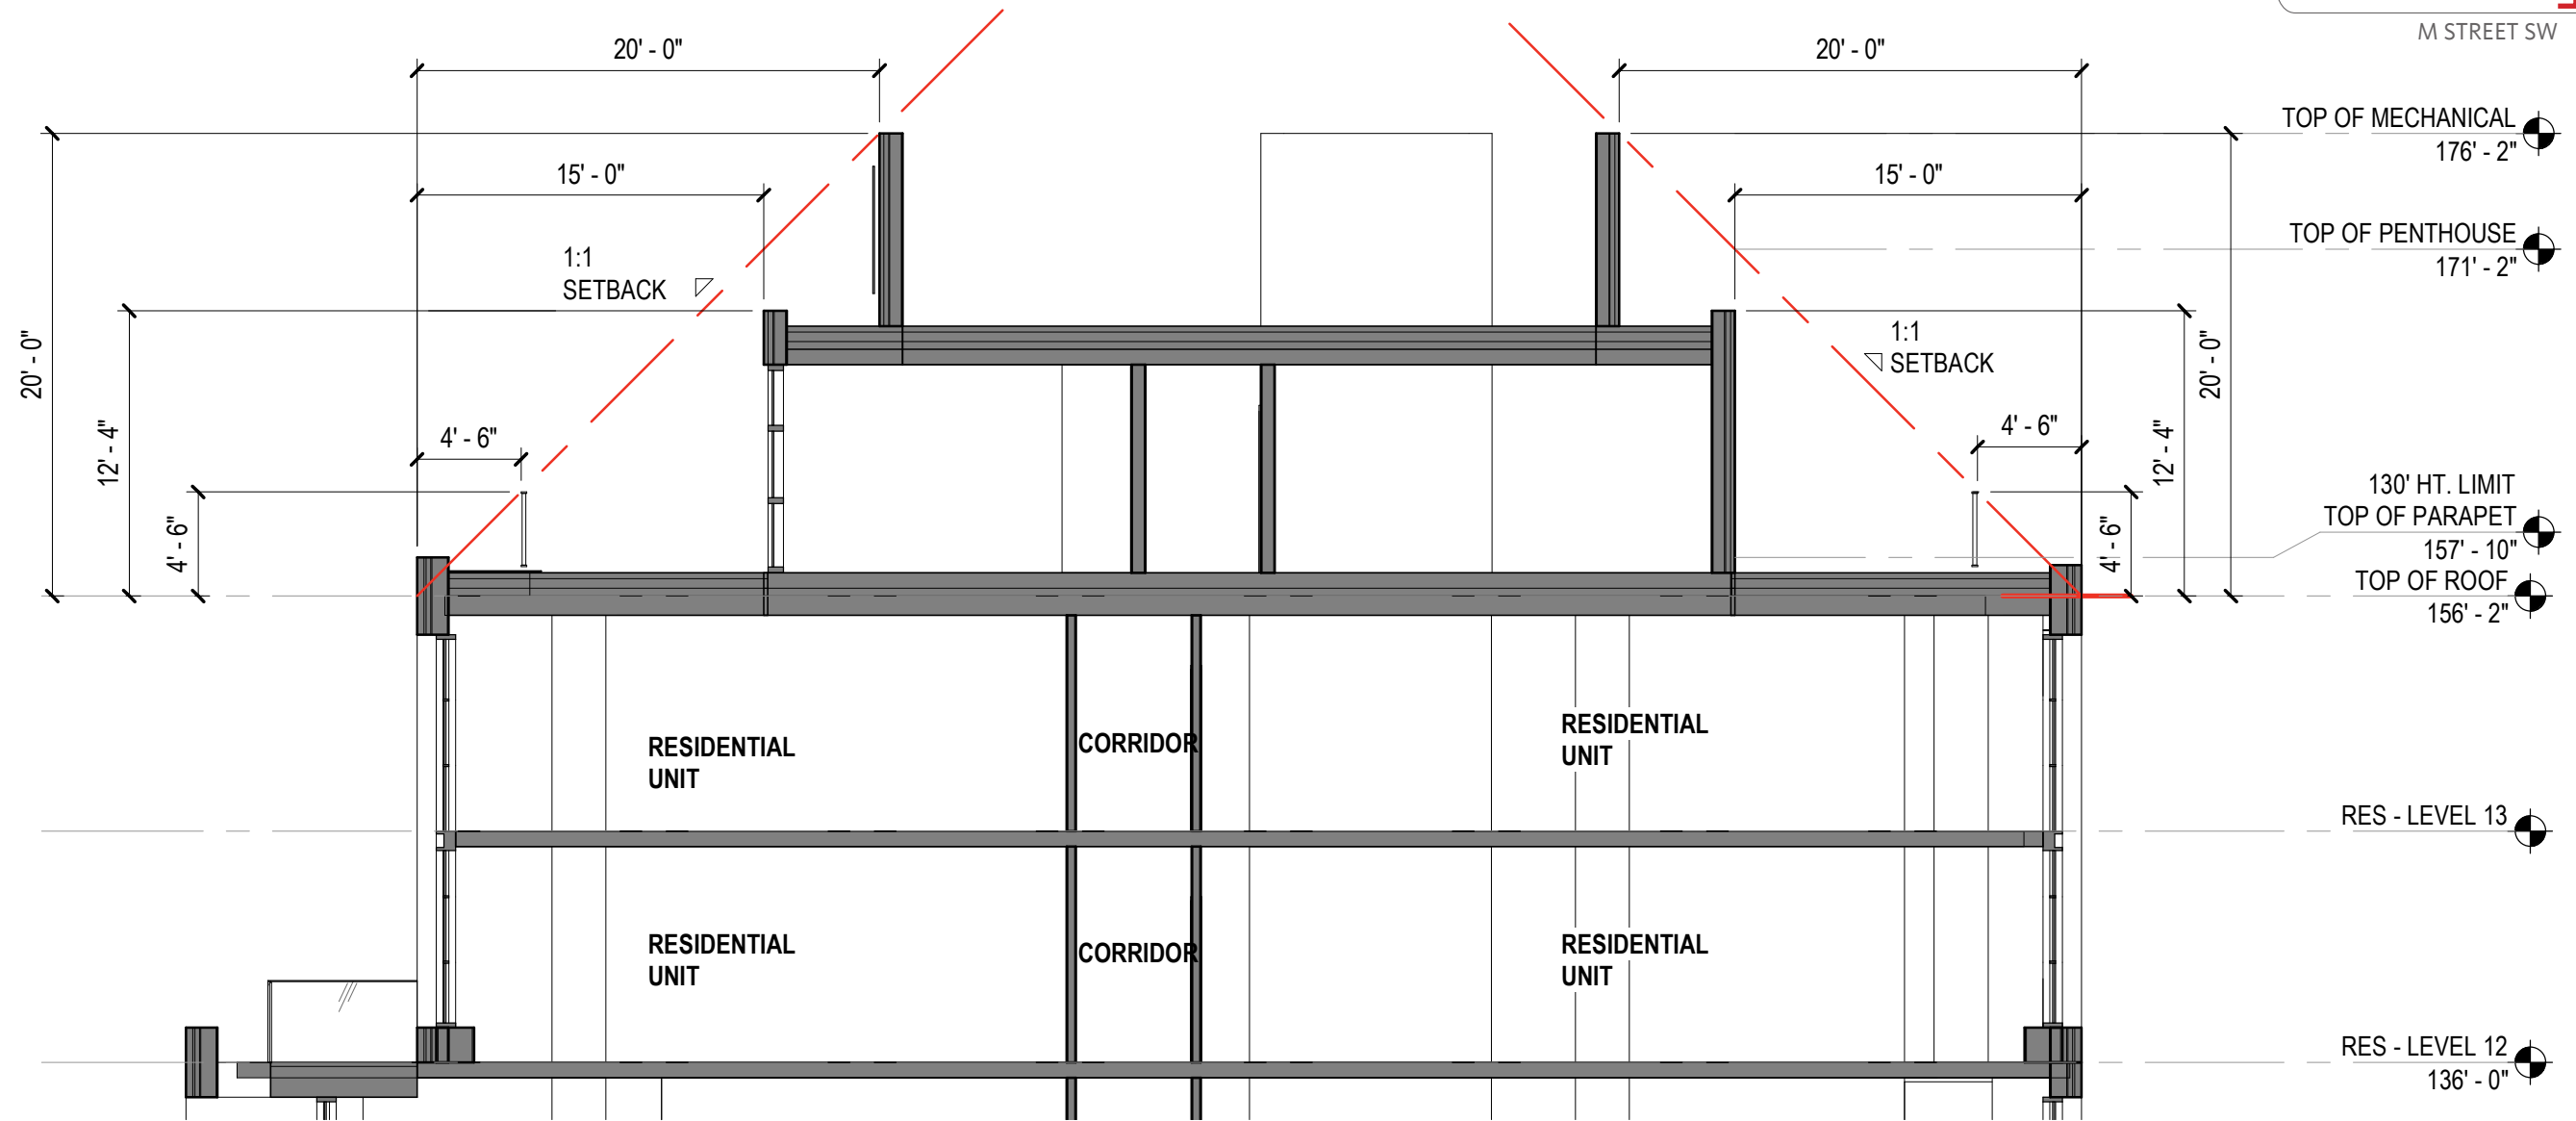 M STREET SW
20' - 0"
20' - 0"
TOP OF MECHANICAL
176' - 2"
15' - 0"
15' - 0"
TOP OF PENTHOUSE
171' - 2"
1:1
SETBACK
1:1
SETBACK
20' - 0"
12' - 4"
4' - 6"
4' - 6"
4' - 6"
4' - 6"
12' - 4"
20' - 0"
130' HT. LIMIT
TOP OF PARAPET
157' - 10"
TOP OF ROOF
156' - 2"
RESIDENTIAL
UNIT
CORRIDOR
RESIDENTIAL
UNIT
RES - LEVEL 13
RESIDENTIAL
UNIT
CORRIDOR
RESIDENTIAL
UNIT
RES - LEVEL 12
136' - 0"